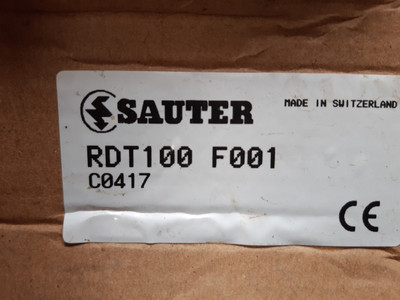 SAUTER
MADE IN SWITZERLAND
RDT100 F001
C0417
CE